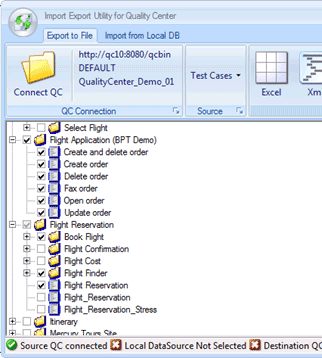 Import Export Utility for Quality Center
Export to File
Import from Local DB
http://qc10:8080/qcbin
DEFAULT
QualityCenter_Demo_01
Connect QC
Test Cases
Excel
QC Connection
Source
Select Flight
Flight Application (BPT Demo)
Create and delete order
Create order
Delete order
Fax order
Open order
Update order
Flight Reservation
Book Flight
Flight Confirmation
Flight Cost
Flight Finder
Flight Reservation
Flight_Reservation
Flight_Reservation_Stress
Itinerary
Mercury Tours Site
Source QC connected Local DataSource Not Selected Destination QC